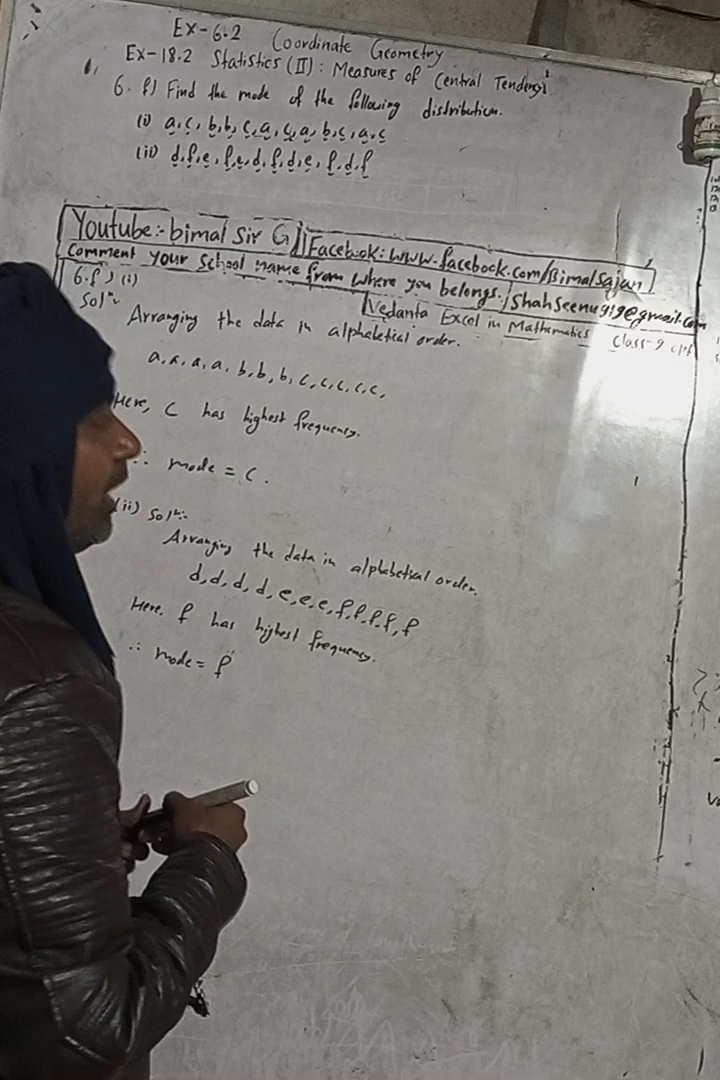 Ex-6.2 Coordinate Geometry
Ex-18.2 Statistics (II): Measures of Central Tendency
6. f) Find the mode of the following distribution.
(i) a, c, b, b, c, a, c, a, b, c, a, c
(ii) d, f, e, f, e, d, f, d, e, f, d, f
Youtube:- bimal Sir G || Facebook: www.facebook.com/Bimalsajan
Comment your School name from where you belongs. / Shahseenu919@gmail.com
Vedanta Excel in Mathematics class-9
6.f) (i)
Solⁿ
Arranging the data in alphabetical order.
a, a, a, a, b, b, b, c, c, c, c, c,
Here, C has highest frequency.
∴ mode = c.
(ii) Solⁿ:-
Arranging the data in alphabetical order.
d, d, d, d, e, e, e, f, f, f, f, f
Here, f has highest frequency.
∴ mode = f